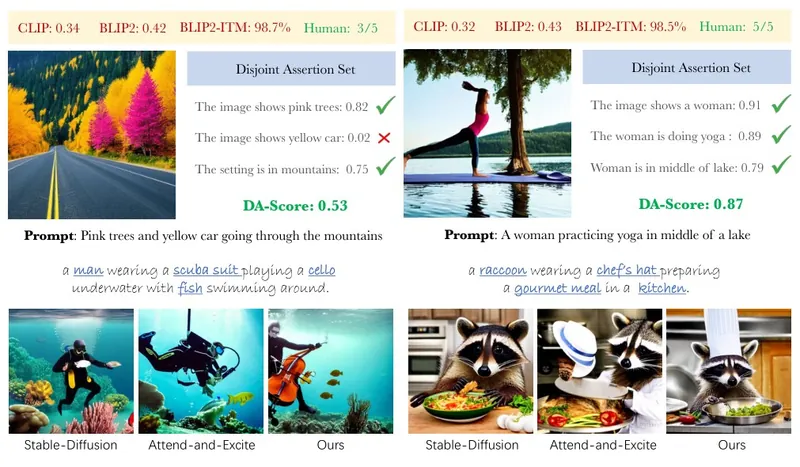 CLIP: 0.34 BLIP2: 0.42 BLIP2-ITM: 98.7% Human: 3/5
Disjoint Assertion Set
The image shows pink trees: 0.82
The image shows yellow car: 0.02
The setting is in mountains: 0.75
DA-Score: 0.53
Prompt: Pink trees and yellow car going through the mountains
CLIP: 0.32 BLIP2: 0.43 BLIP2-ITM: 98.5% Human: 5/5
Disjoint Assertion Set
The image shows a woman: 0.91
The woman is doing yoga : 0.89
Woman is in middle of lake: 0.79
DA-Score: 0.87
Prompt: A woman practicing yoga in middle of a lake
a man wearing a scuba suit playing a cello
underwater with fish swimming around.
Stable-Diffusion Attend-and-Excite Ours
a raccoon wearing a chef's hat preparing
a gourmet meal in a kitchen.
Stable-Diffusion Attend-and-Excite Ours